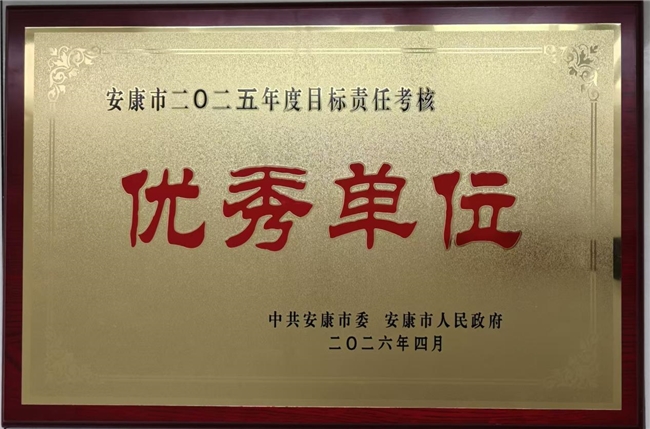 安康市二〇二五年度目标责任考核
优秀单位
中共安康市委 安康市人民政府
二〇二六年四月